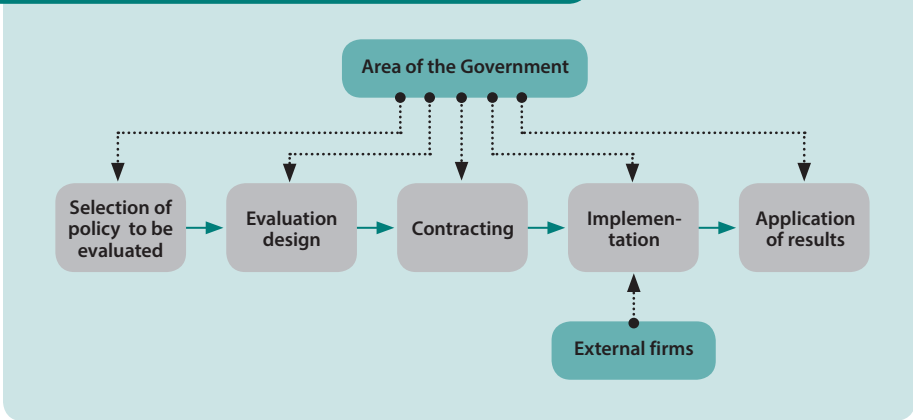 Area of the Government
Selection of
policy to be
evaluated
Evaluation
design
Contracting
Implemen-
tation
Application
of results
External firms